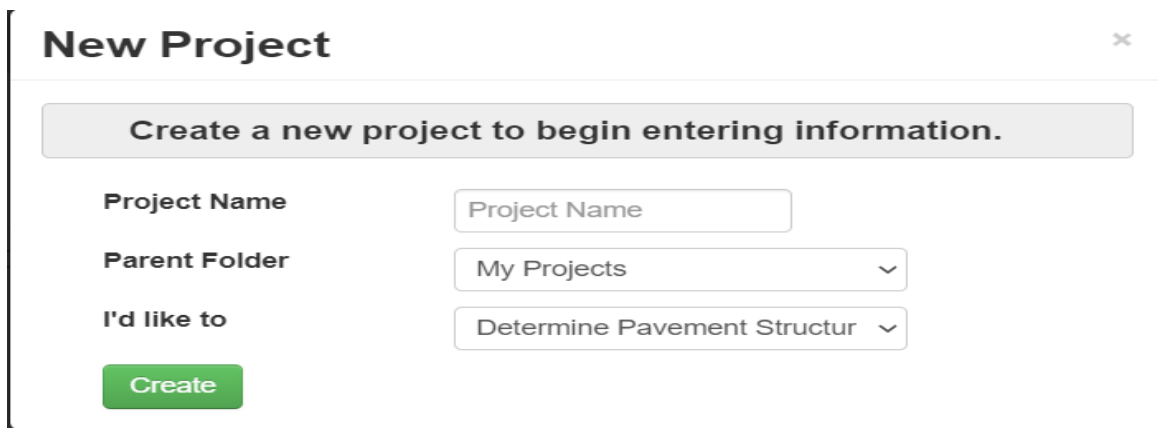 New Project ×
Create a new project to begin entering information.
Project Name Project Name
Parent Folder My Projects
I'd like to Determine Pavement Structur
Create